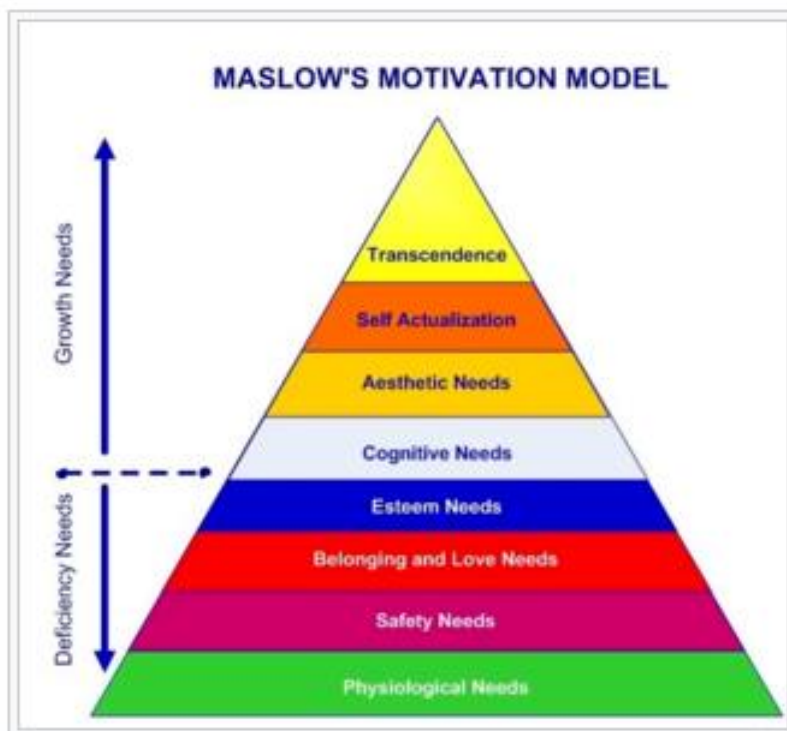 MASLOW'S MOTIVATION MODEL
Growth Needs
Deficiency Needs
Transcendence
Self Actualization
Aesthetic Needs
Cognitive Needs
Esteem Needs
Belonging and Love Needs
Safety Needs
Physiological Needs